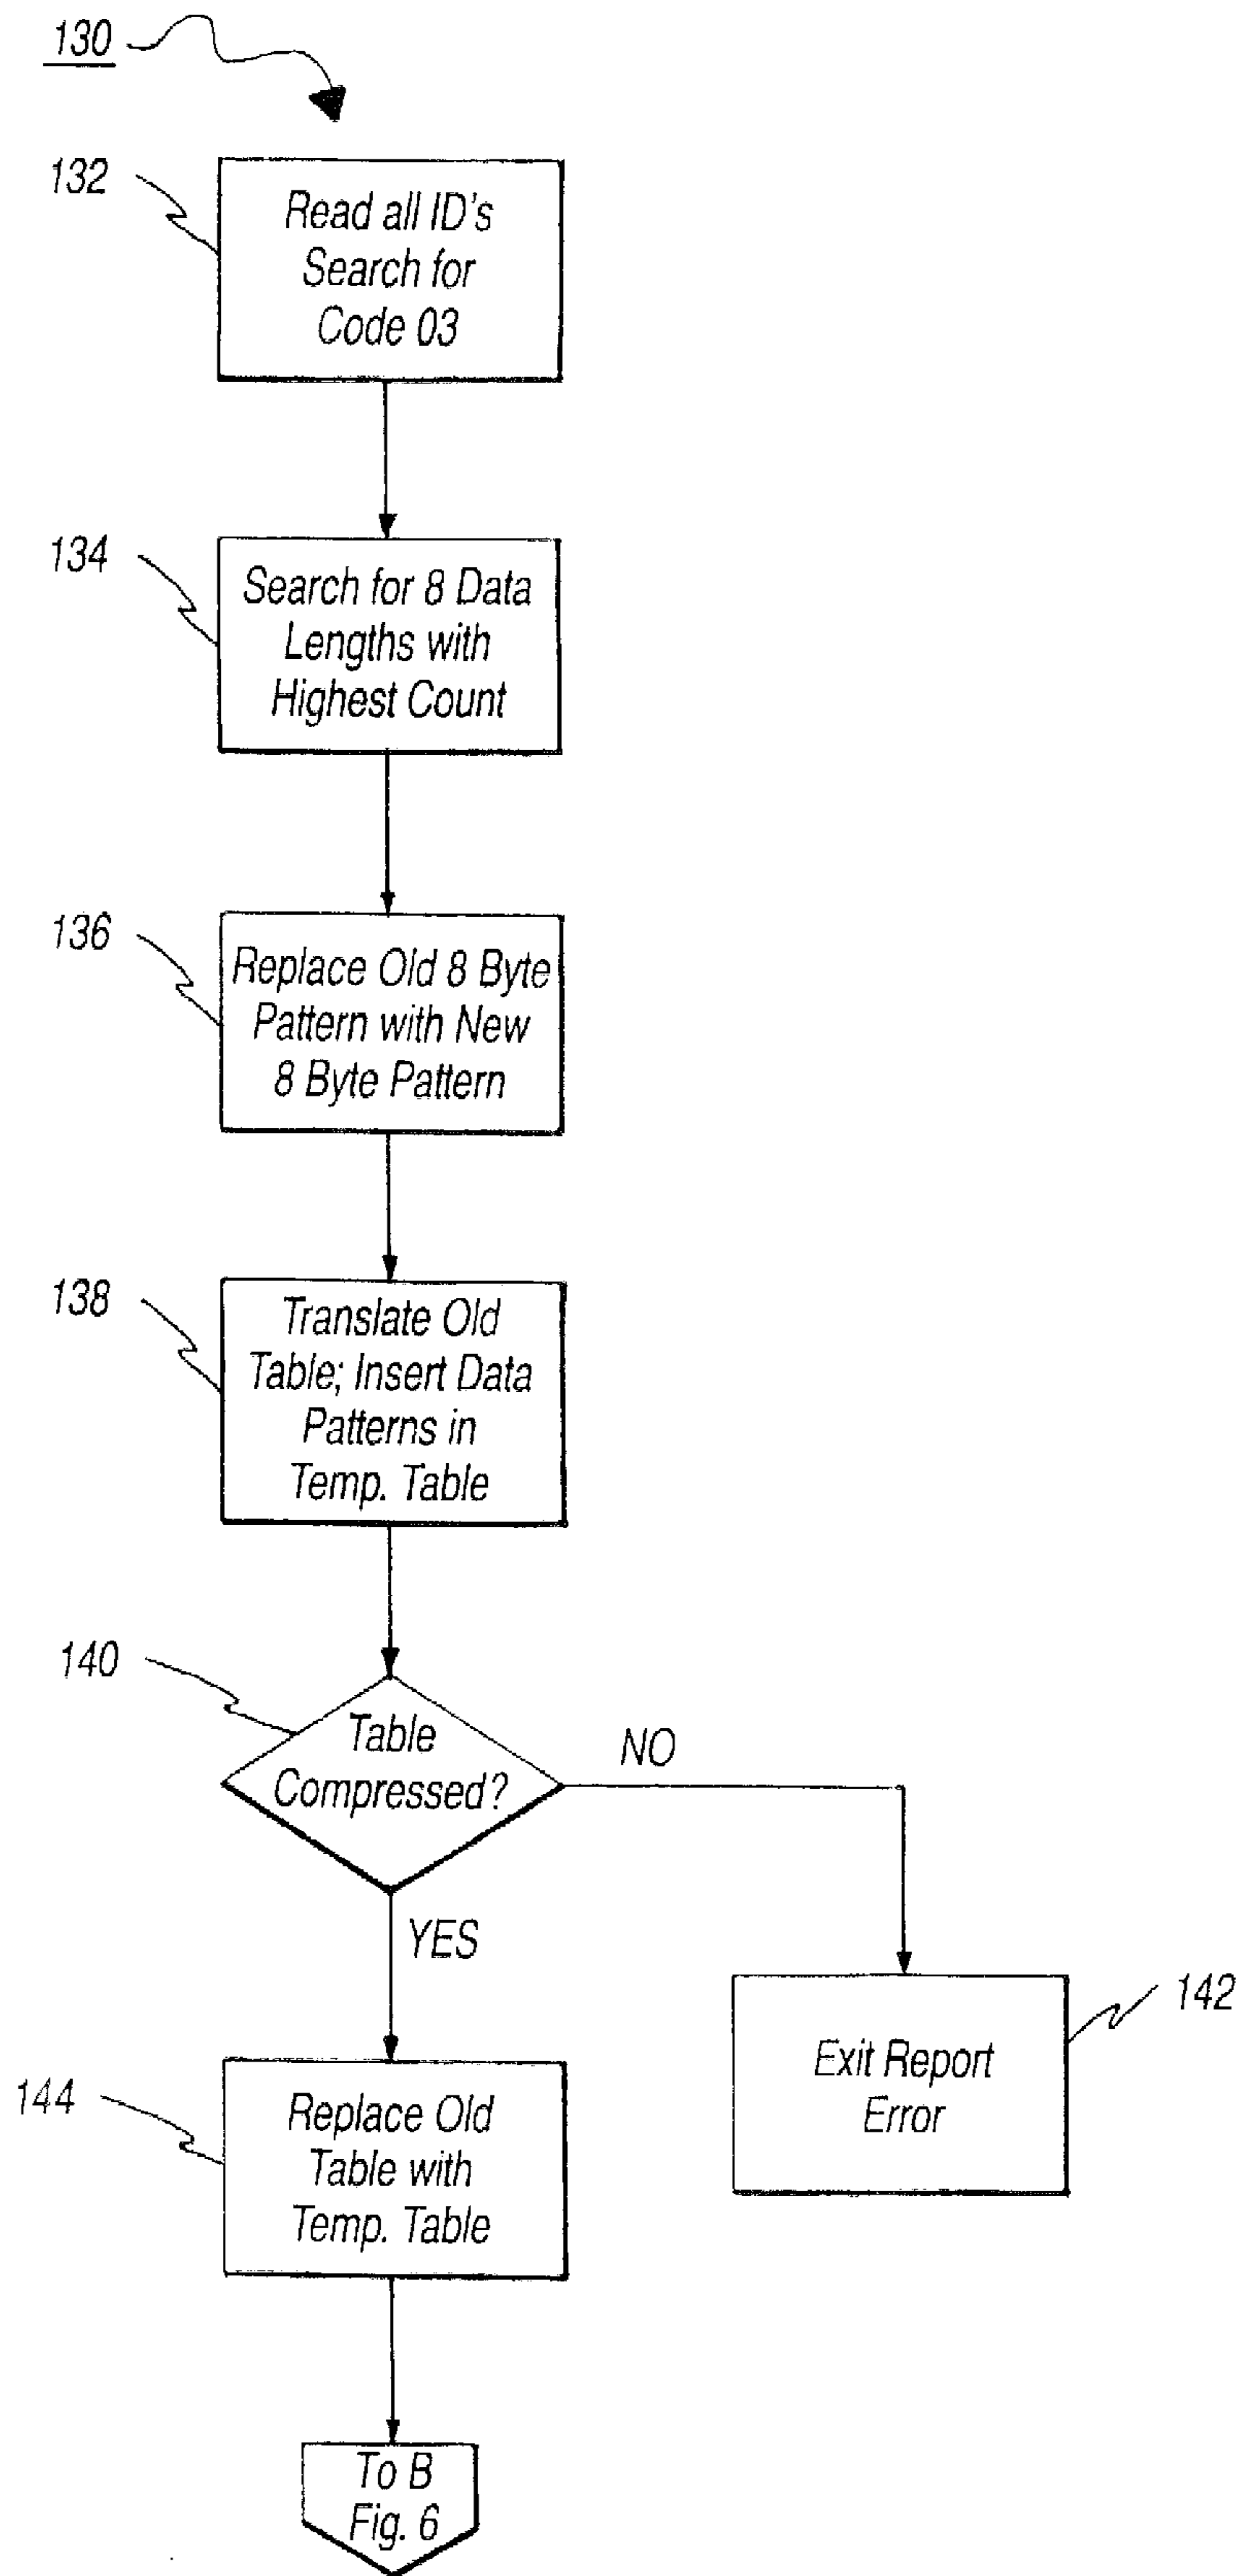 130
132
Read all ID's
Search for
Code 03
134
Search for 8 Data
Lengths with
Highest Count
136
Replace Old 8 Byte
Pattern with New
8 Byte Pattern
138
Translate Old
Table; Insert Data
Patterns in
Temp. Table
140
Table
Compressed?
NO
YES
142
Exit Report
Error
144
Replace Old
Table with
Temp. Table
To B
Fig. 6